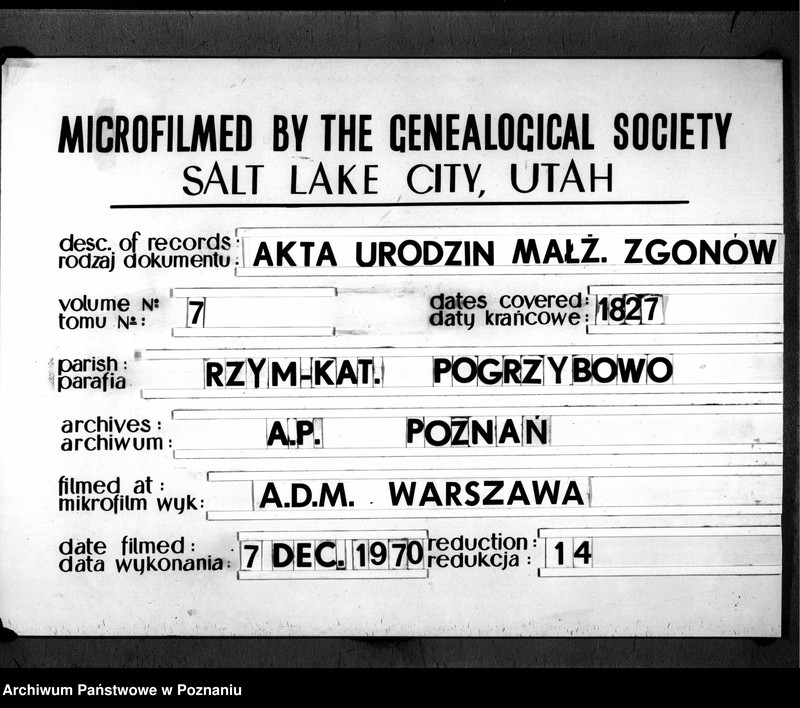 MICROFILMED BY THE GENEALOGICAL SOCIETY
SALT LAKE CITY, UTAH
desc. of records:
rodzaj dokumentu: AKTA URODZIN MAŁŻ. ZGONÓW
volume No:
tomu No: 7
dates covered:
daty krańcowe: 1827
parish:
parafia RZYM-KAT. POGRZYBOWO
archives:
archiwum: A.P. POZNAŃ
filmed at:
mikrofilm wyk: A.D.M. WARSZAWA
date filmed:
data wykonania: 7 DEC. 1970
reduction:
redukcja: 14
Archiwum Państwowe w Poznaniu